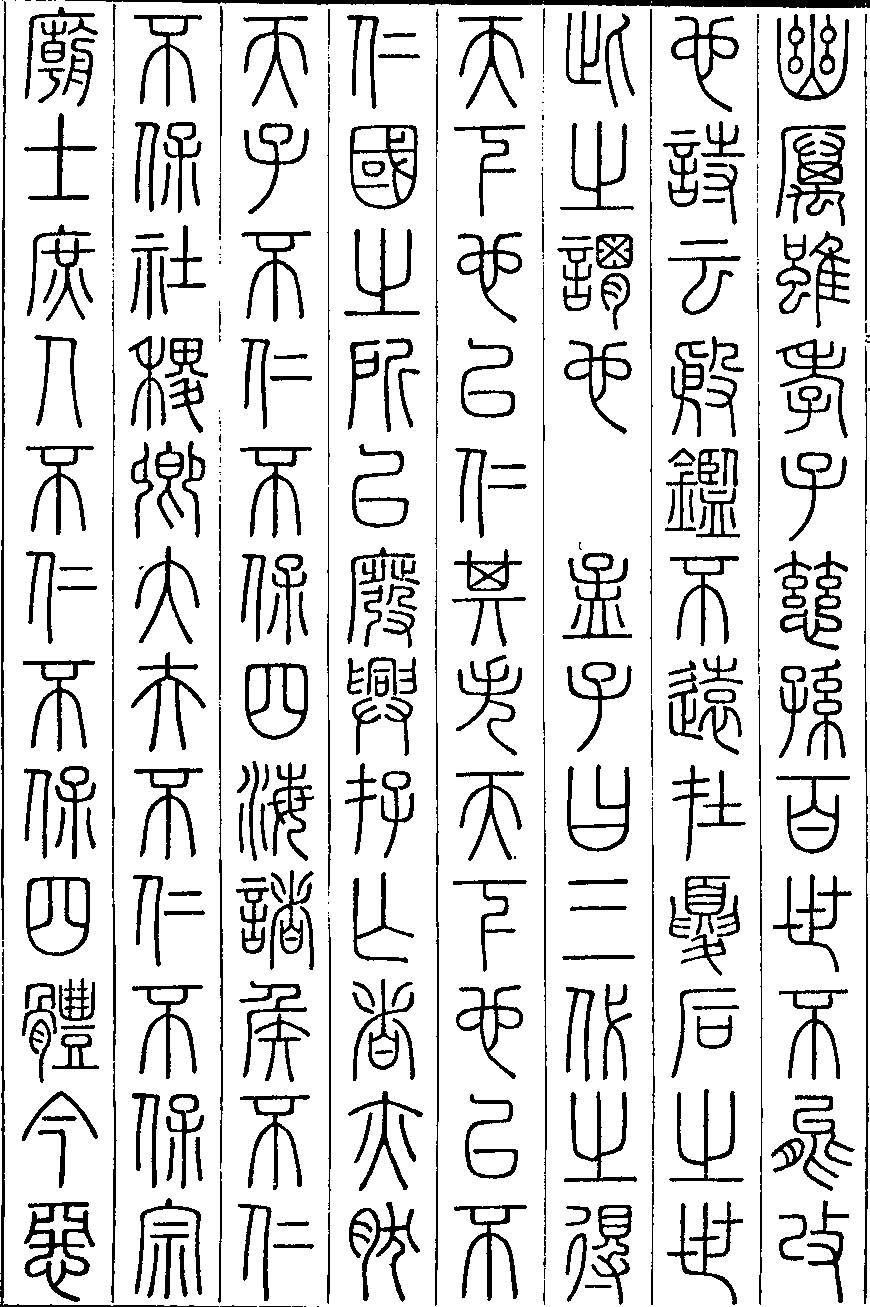 幽厲雖孝子慈孫百世不能改
也詩云殷鑑不遠在夏后之世
此之謂也 孟子曰三代之得
天下也以仁其失天下也以不
仁國之所以廢興存亡者亦然
天子不仁不保四海諸侯不仁
不保社稷卿大夫不仁不保宗
廟士庶人不仁不保四體今惡